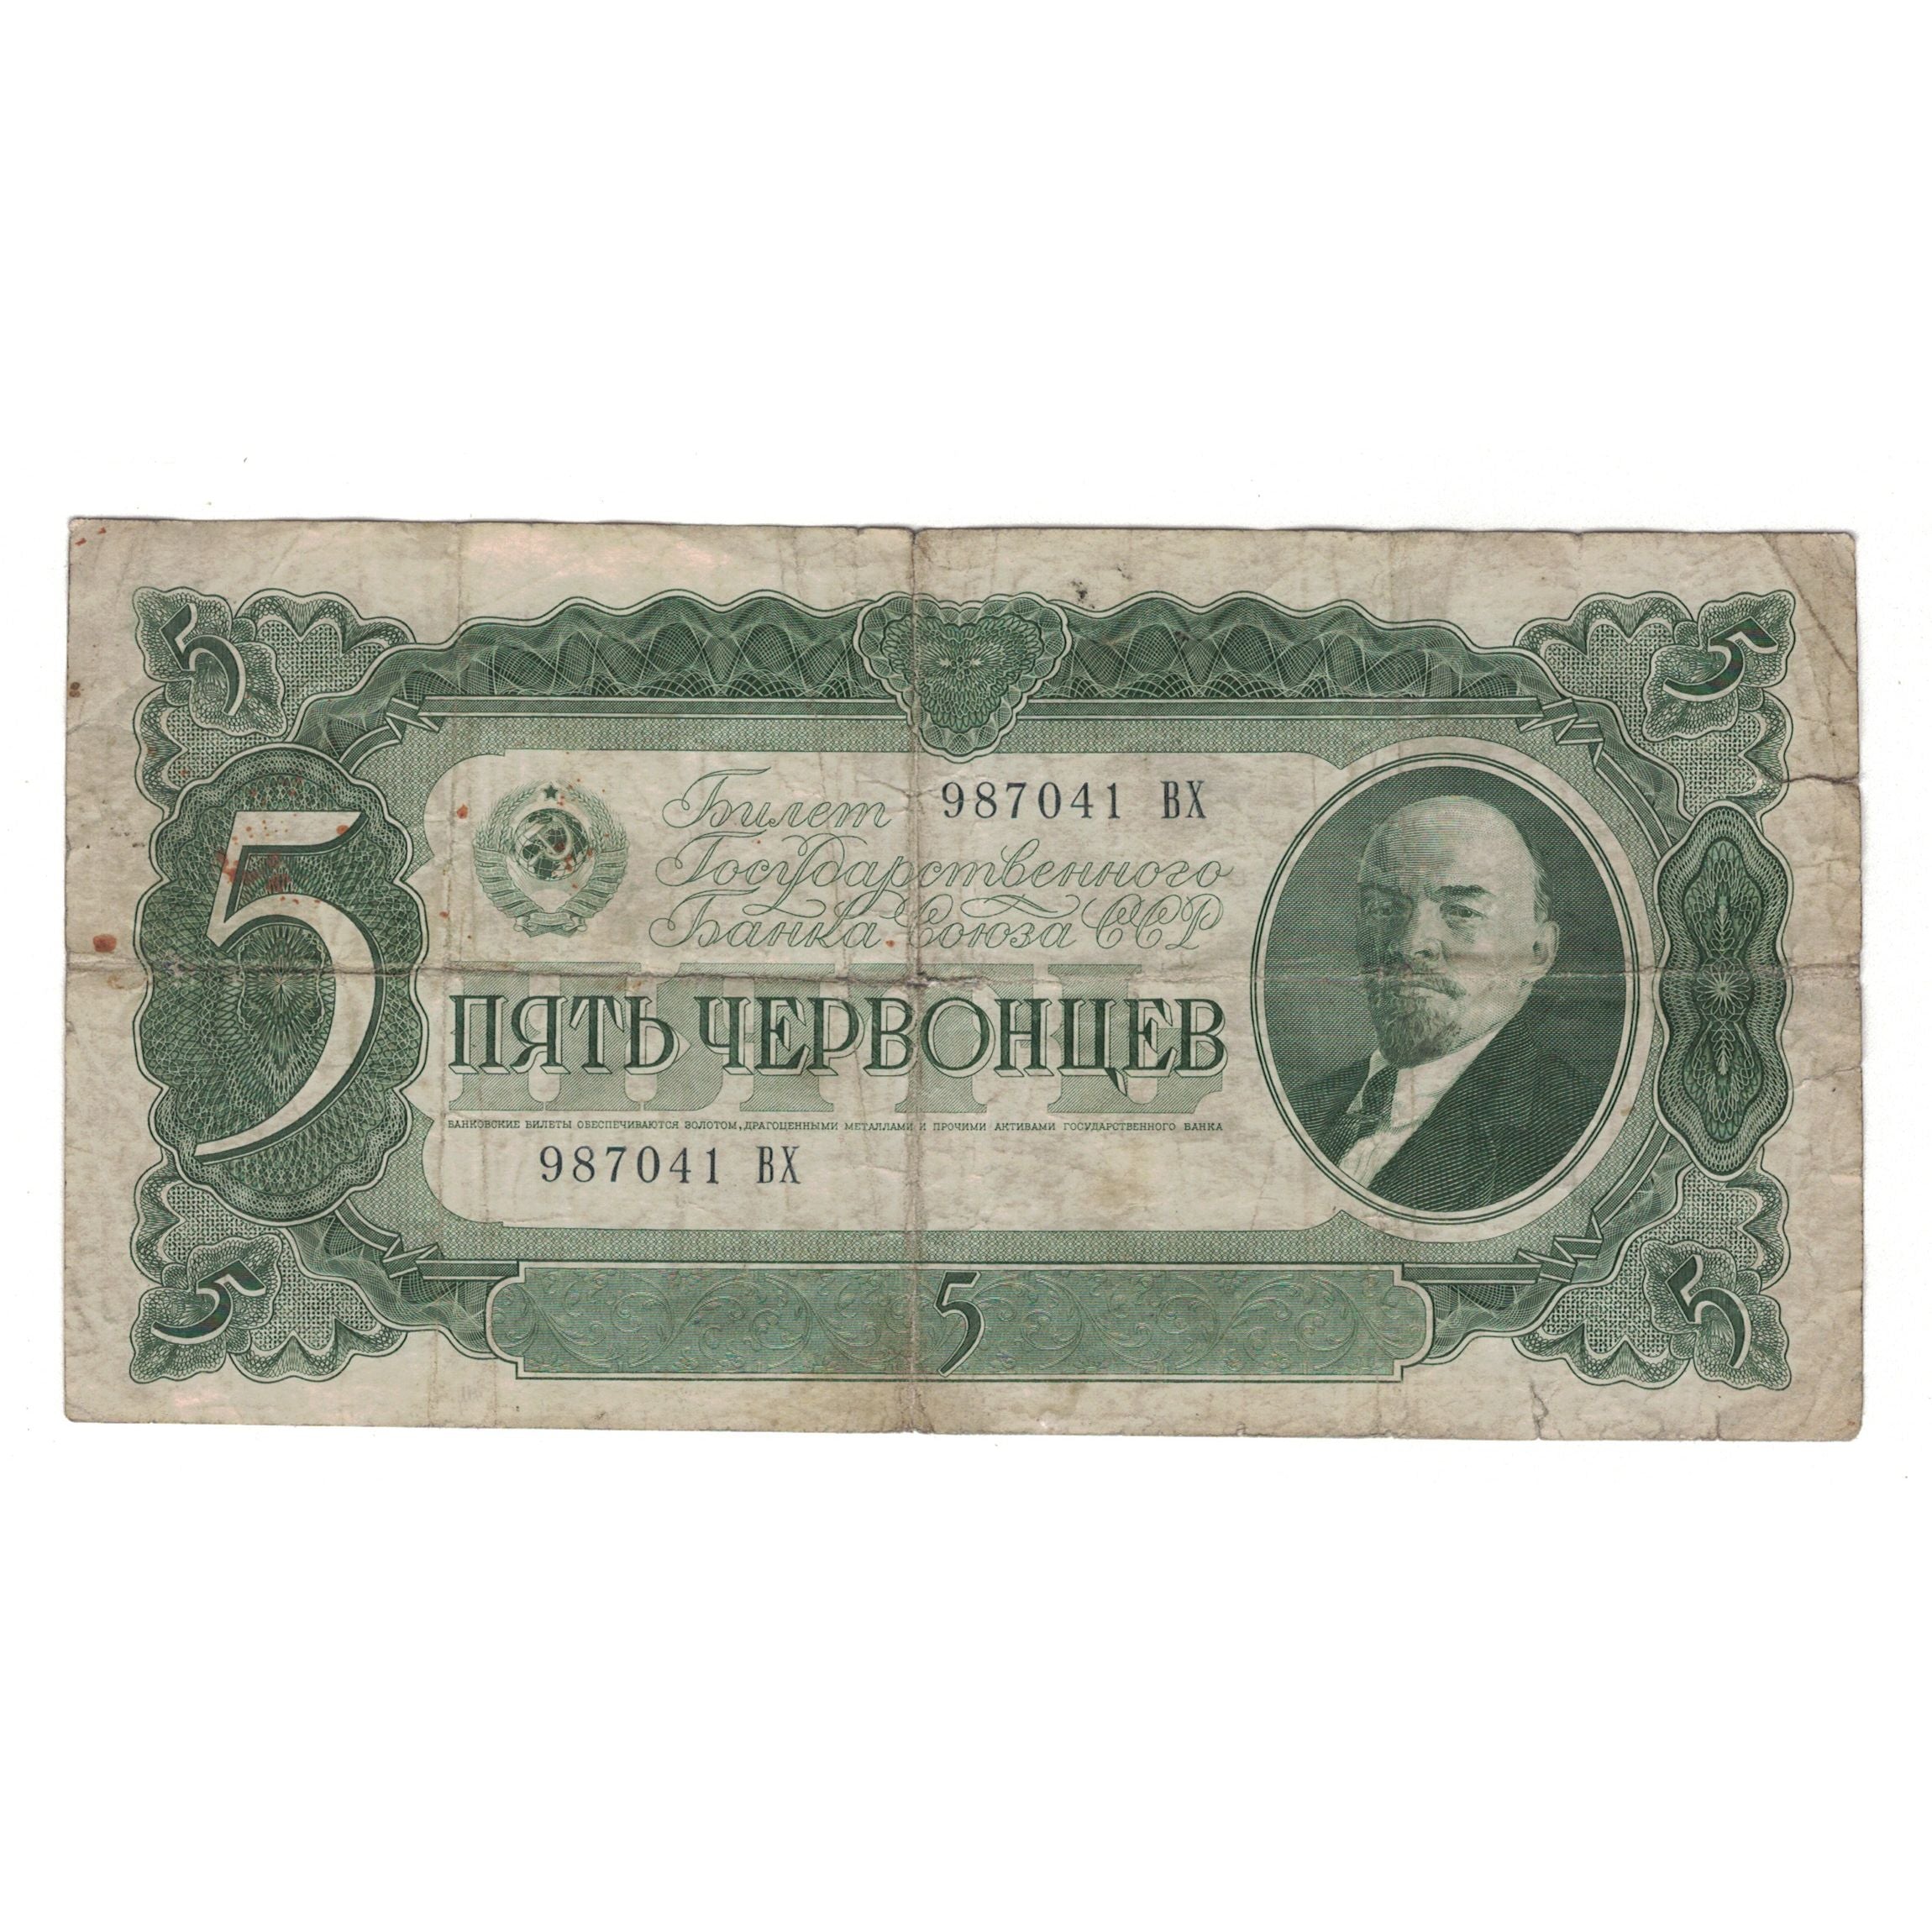 5 5
Билет 987041 ВХ
Государственного
Банка Союза ССР
5
ПЯТЬ
ПЯТЬ ЧЕРВОНЦЕВ
БАНКОВСКИЕ БИЛЕТЫ ОБЕСПЕЧИВАЮТСЯ ЗОЛОТОМ, ДРАГОЦЕННЫМИ МЕТАЛЛАМИ И ПРОЧИМИ АКТИВАМИ ГОСУДАРСТВЕННОГО БАНКА
987041 ВХ
5 5 5